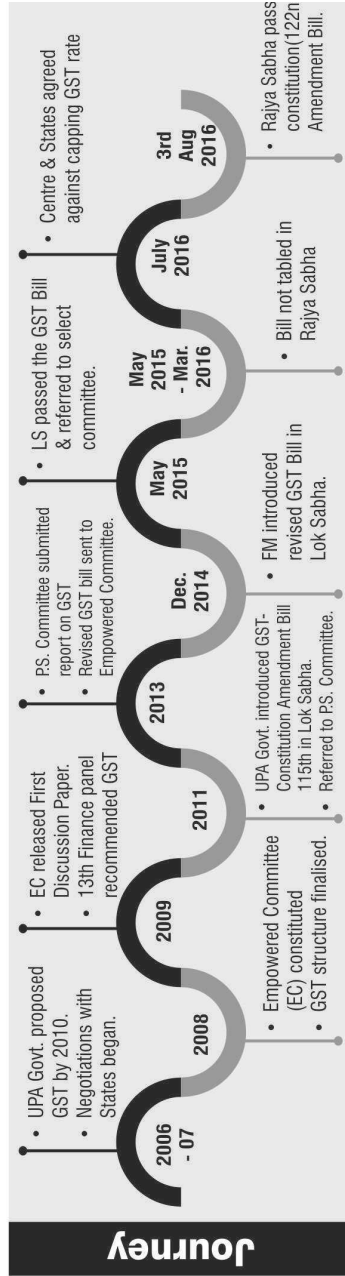 Journey
2006
- 07
• UPA Govt. proposed
GST by 2010.
• Negotiations with
States began.
2008
• Empowered Committee
(EC) constituted
• GST structure finalised.
2009
• EC released First
Discussion Paper.
• 13th Finance panel
recommended GST
2011
• UPA Govt. introduced GST-
Constitution Amendment Bill
115th in Lok Sabha.
• Referred to P.S. Committee.
2013
• P.S. Committee submitted
report on GST
• Revised GST bill sent to
Empowered Committee.
Dec.
2014
• FM introduced
revised GST Bill in
Lok Sabha.
May
2015
• LS passed the GST Bill
& referred to select
committee.
May
2015
- Mar.
2016
• Bill not tabled in
Rajya Sabha
July
2016
• Centre & States agreed
against capping GST rate
3rd
Aug
2016
• Rajya Sabha pass
constitution(122n
Amendment Bill.